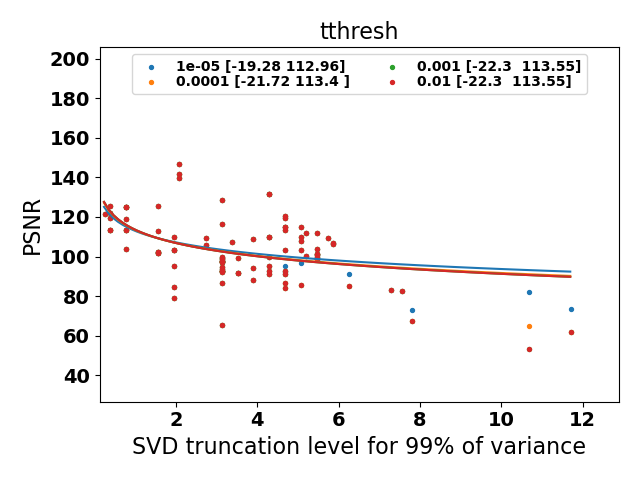 tthresh
1e-05 [-19.28 112.96]
0.0001 [-21.72 113.4 ]
0.001 [-22.3  113.55]
0.01 [-22.3  113.55]
200
180
160
140
120
100
80
60
40
PSNR
2 4 6 8 10 12
SVD truncation level for 99% of variance